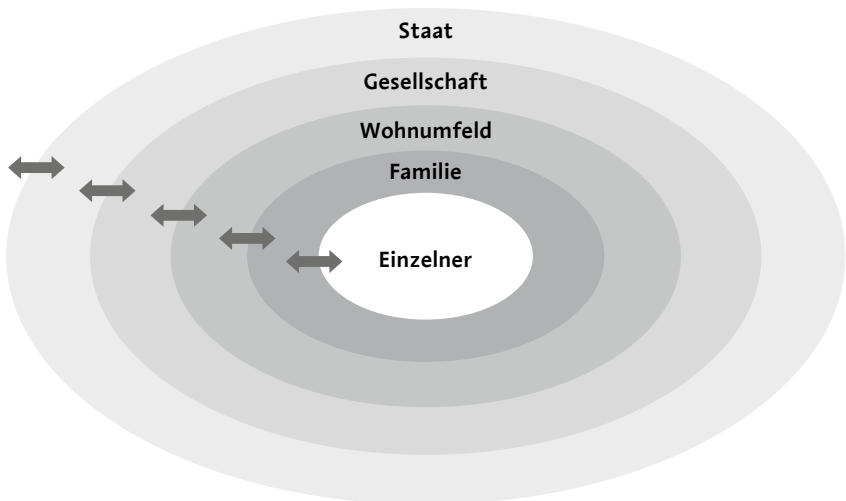 Staat
Gesellschaft
Wohnumfeld
Familie
Einzelner